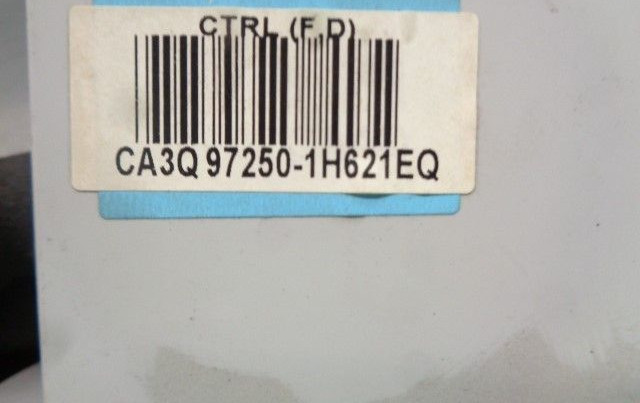 CTRL (F,D)
CA3Q 97250-1H621EQ